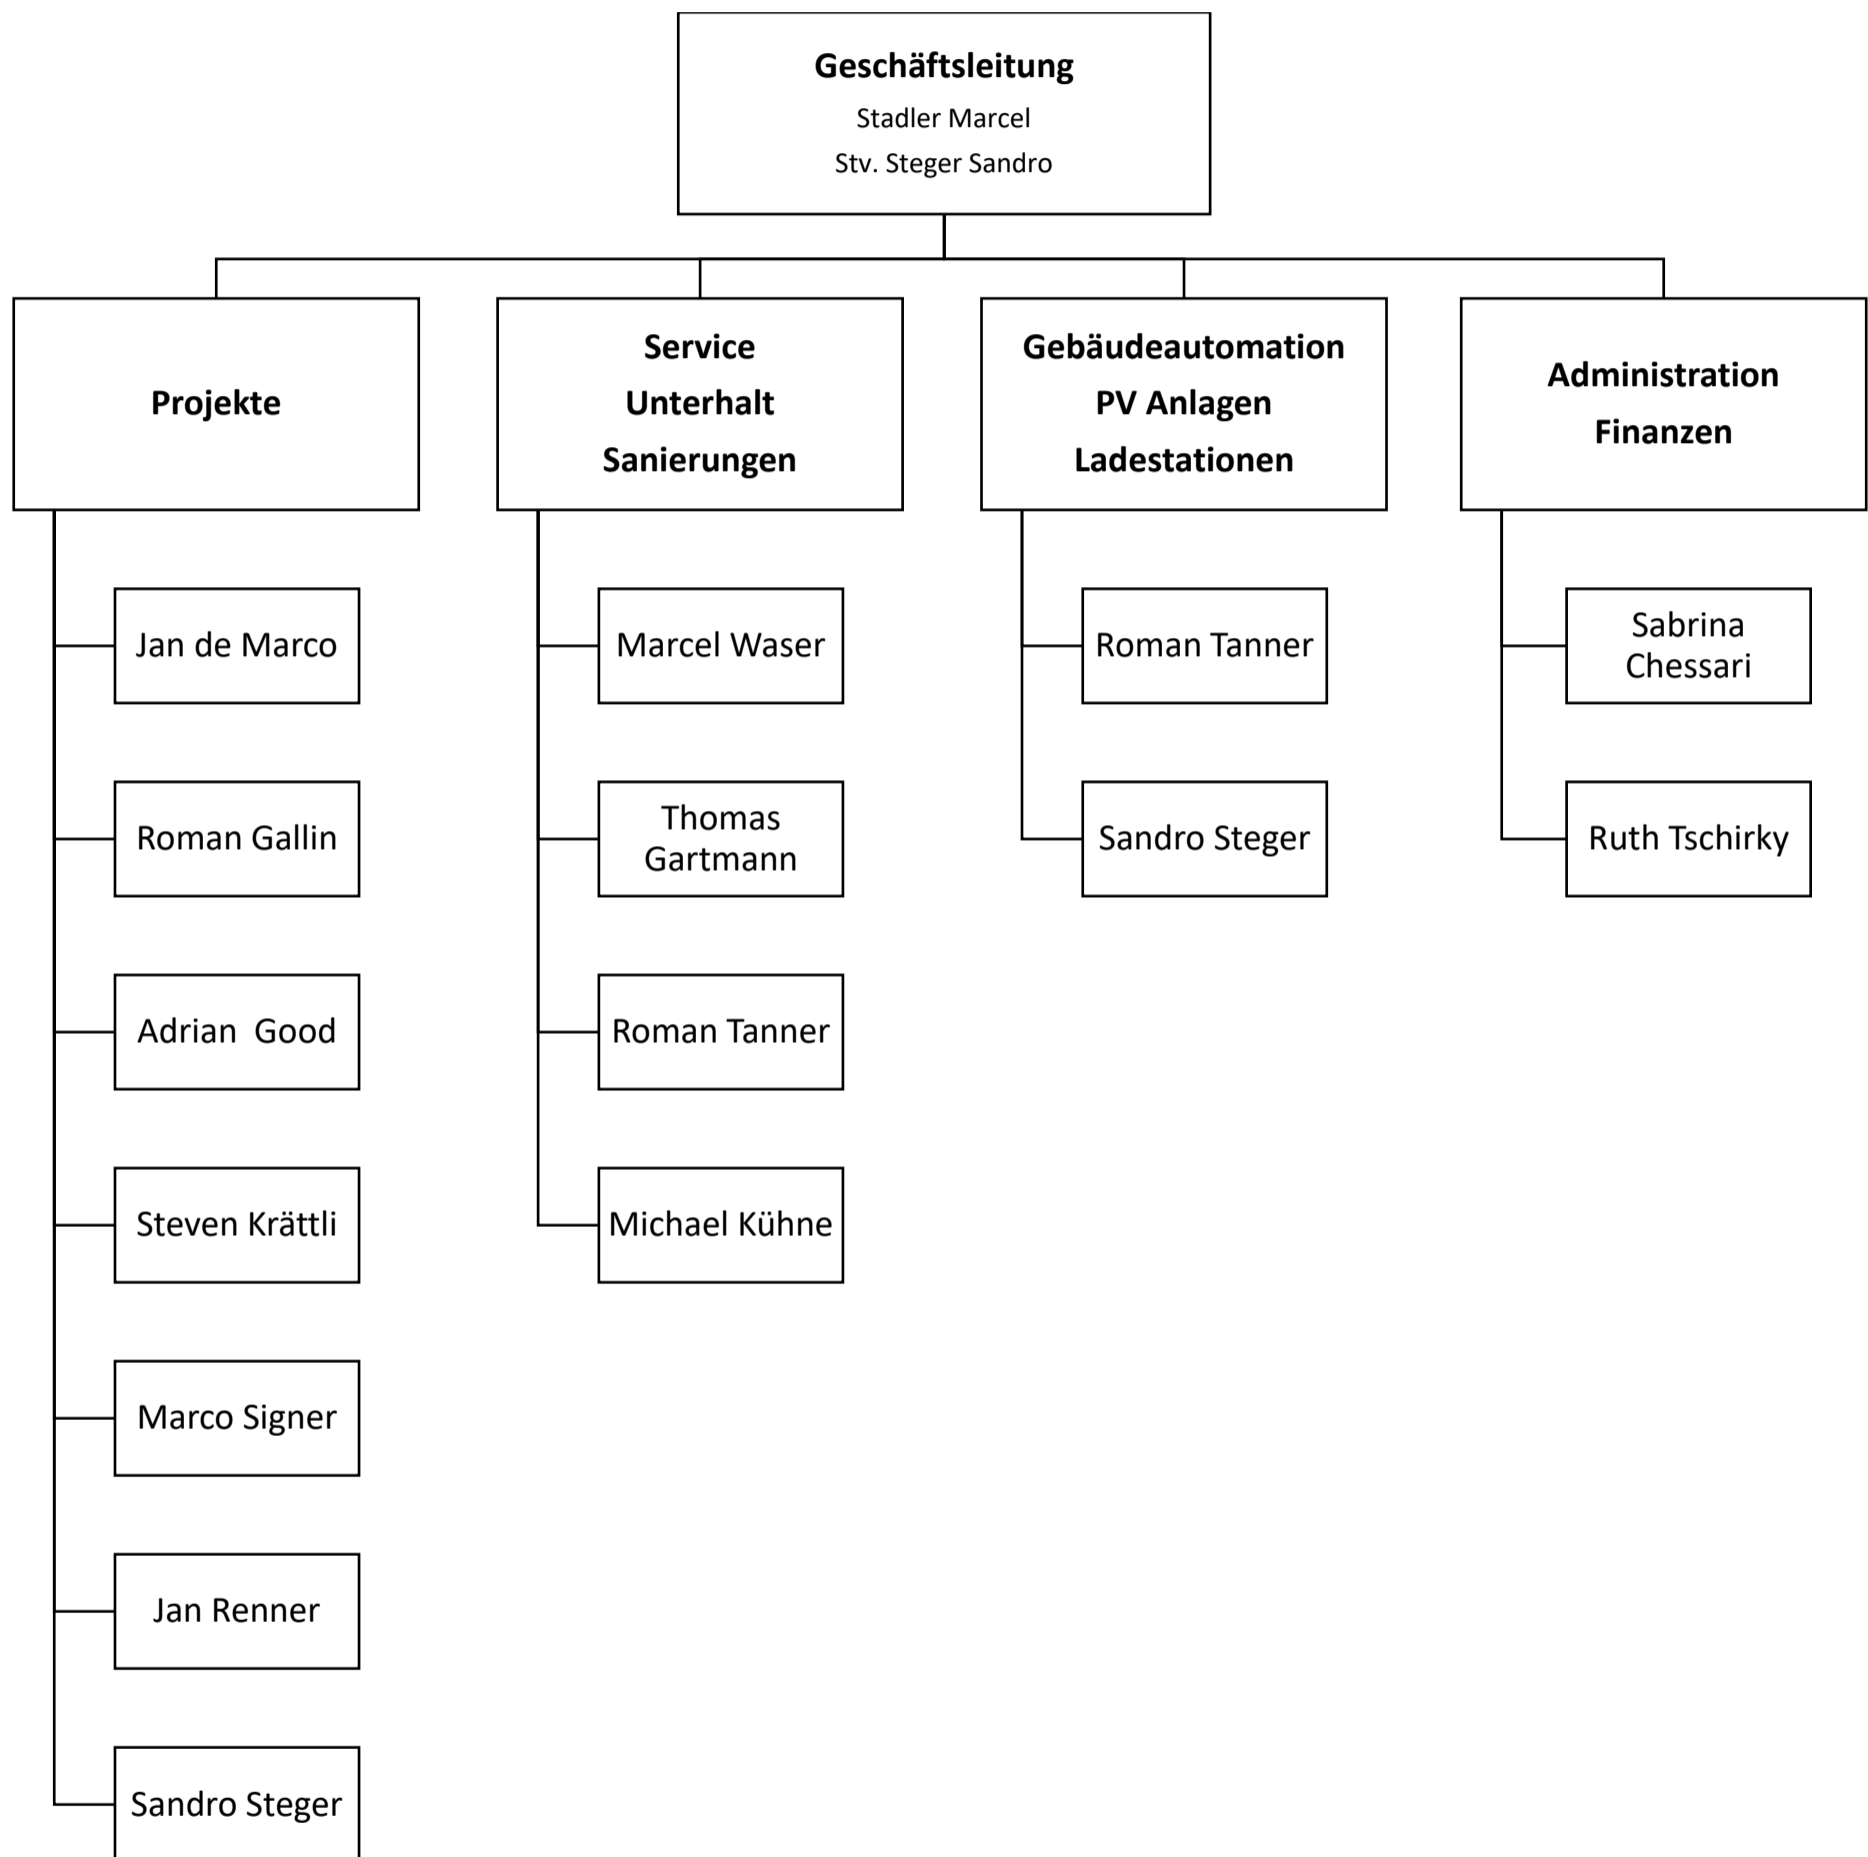 Geschäftsleitung
Stadler Marcel
Stv. Steger Sandro
Projekte
Service
Unterhalt
Sanierungen
Gebäudeautomation
PV Anlagen
Ladestationen
Administration
Finanzen
Jan de Marco
Roman Gallin
Adrian  Good
Steven Krättli
Marco Signer
Jan Renner
Sandro Steger
Marcel Waser
Thomas
Gartmann
Roman Tanner
Michael Kühne
Roman Tanner
Sandro Steger
Sabrina
Chessari
Ruth Tschirky